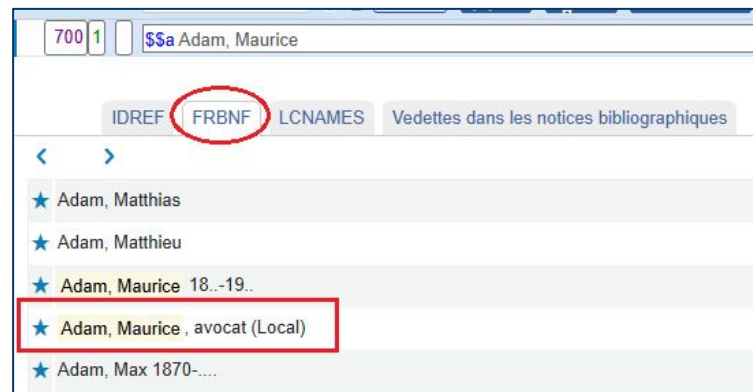 700 1 $$a Adam, Maurice
IDREF FRBNF LCNAMES Vedettes dans les notices bibliographiques
< >
★ Adam, Matthias
★ Adam, Matthieu
★ Adam, Maurice 18..-19..
★ Adam, Maurice , avocat (Local)
★ Adam, Max 1870-....